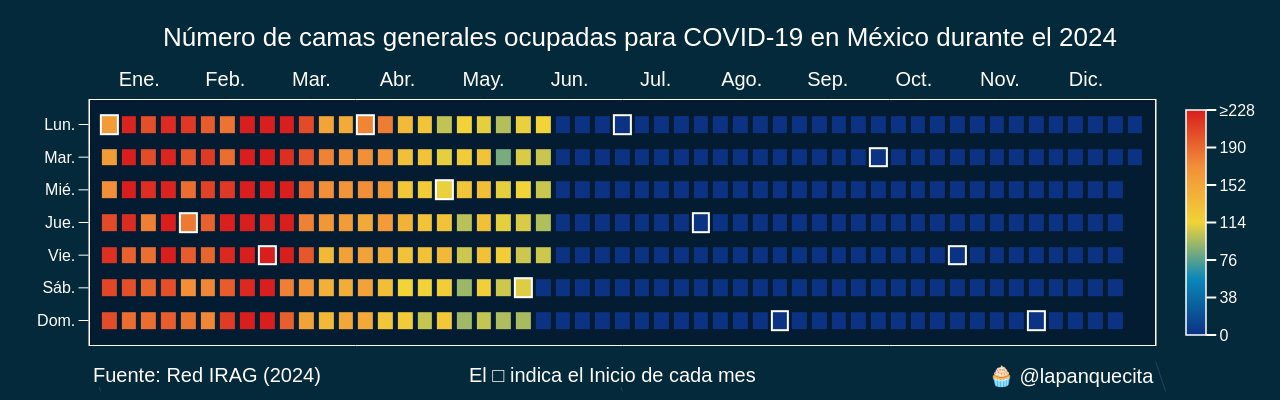 Número de camas generales ocupadas para COVID-19 en México durante el 2024
Ene. Feb. Mar. Abr. May. Jun. Jul. Ago. Sep. Oct. Nov. Dic.
Lun.
Mar.
Mié.
Jue.
Vie.
Sáb.
Dom.
≥228
190
152
114
76
38
0
Fuente: Red IRAG (2024)
El □ indica el Inicio de cada mes
🧁 @lapanquecita